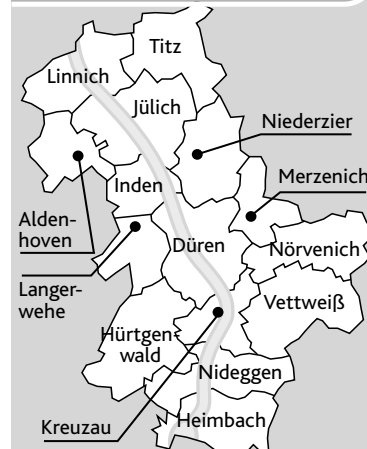 Titz
Linnich
Jülich
Niederzier
Merzenich
Inden
Alden-
hoven
Düren
Nörvenich
Langer-
wehe
Vettweiß
Hürtgen-
wald
Nideggen
Kreuzau
Heimbach